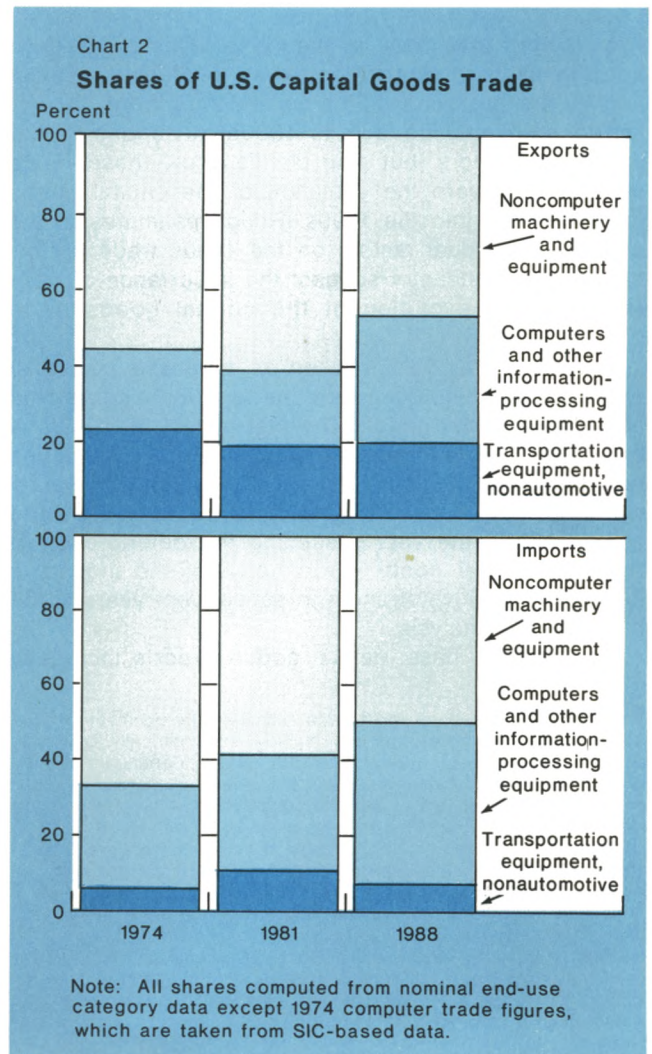 Chart 2
Shares of U.S. Capital Goods Trade
Percent
100
80
60
40
20
0
Exports
Noncomputer
machinery
and
equipment
Computers
and other
information-
processing
equipment
Transportation
equipment,
nonautomotive
100
80
60
40
20
0
Imports
Noncomputer
machinery
and
equipment
Computers
and other
information-
processing
equipment
Transportation
equipment,
nonautomotive
1974 1981 1988
Note: All shares computed from nominal end-use
category data except 1974 computer trade figures,
which are taken from SIC-based data.